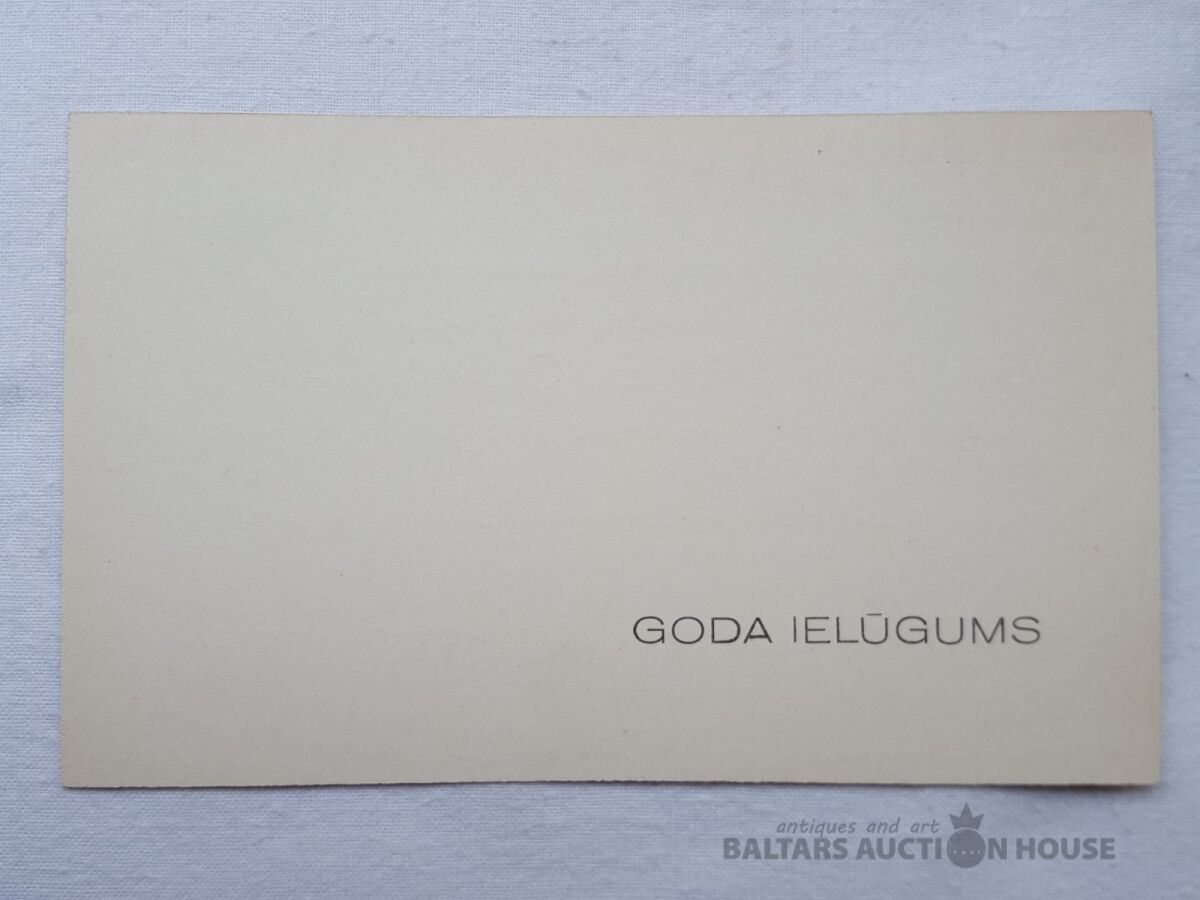 GODA IELŪGUMS
antiques and art
BALTARS AUCTION HOUSE